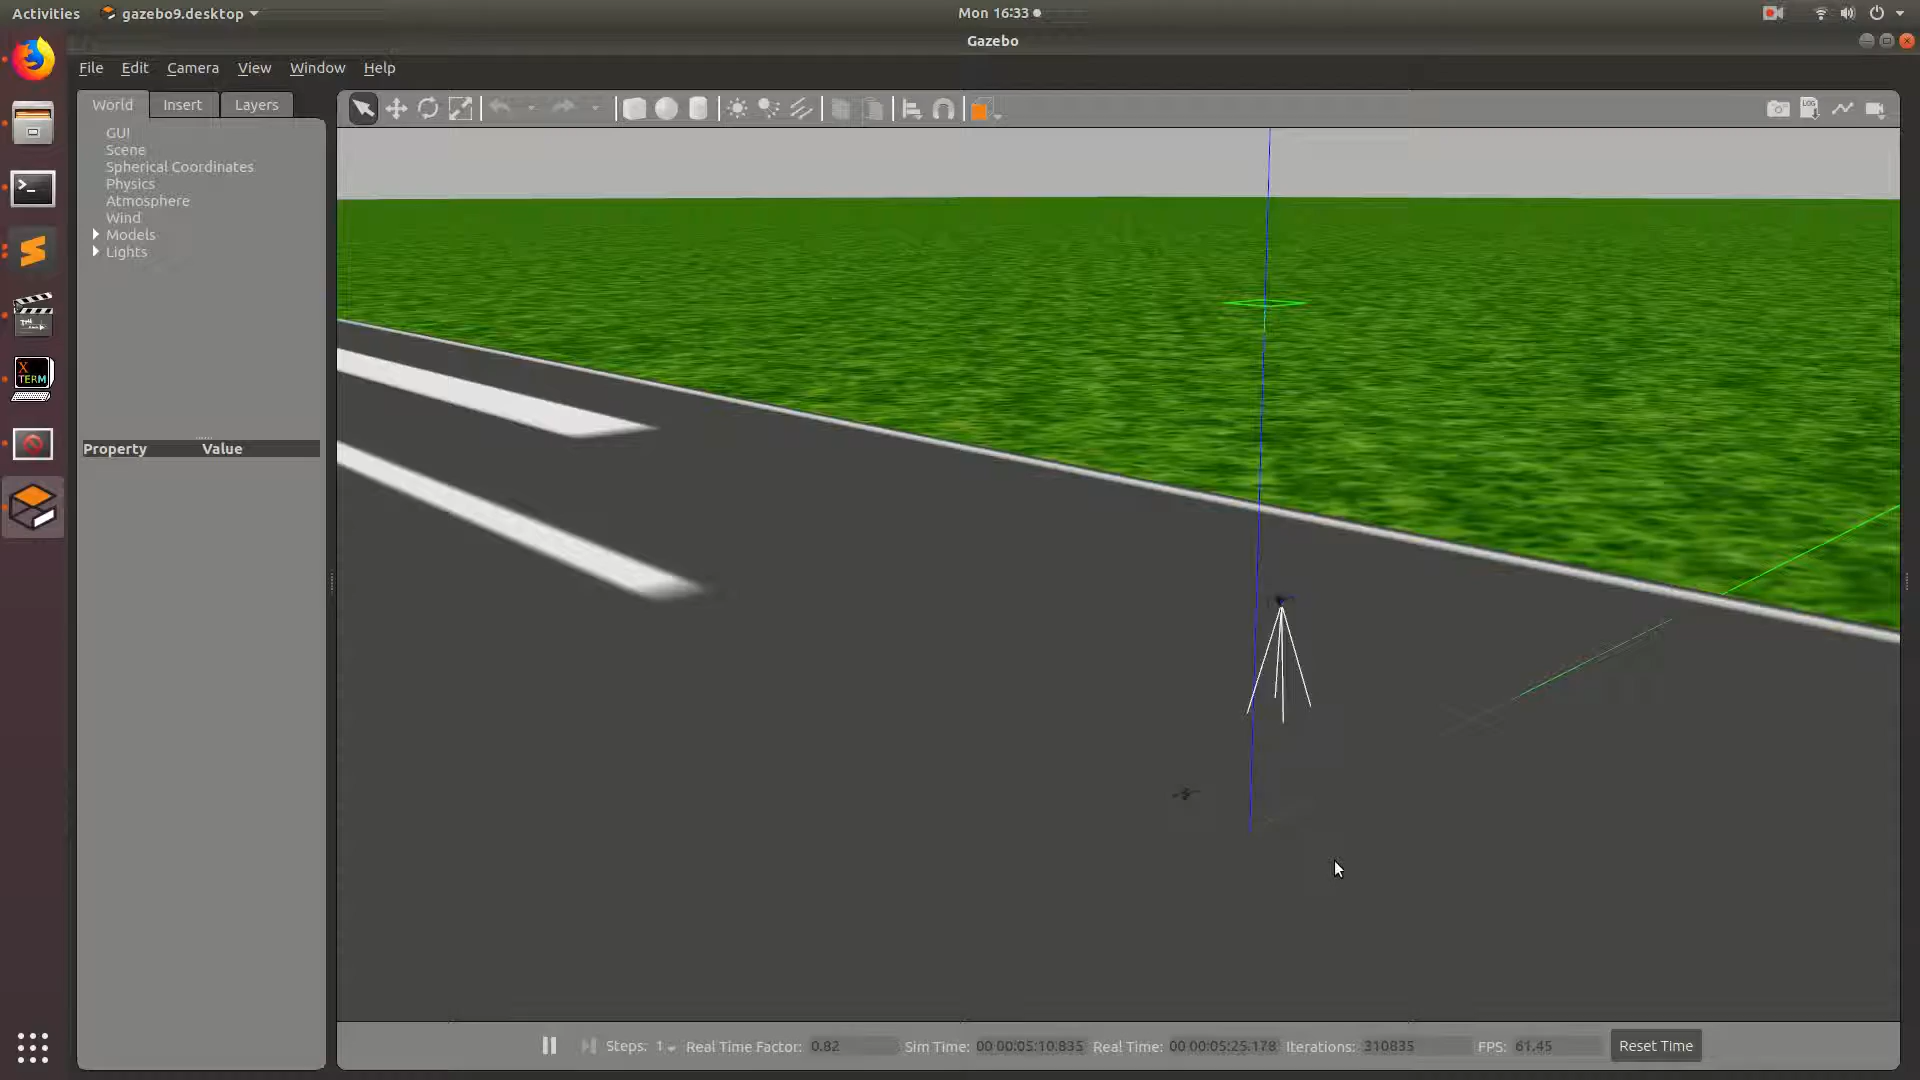 Activities
gazebo9.desktop
Mon 16:33
Gazebo
File Edit Camera View Window Help
World Insert Layers
GUI
Scene
Spherical Coordinates
Physics
Atmosphere
Wind
Models
Lights
Property Value
X
TERM
LOG
Steps: 1 Real Time Factor: 0.82 Sim Time: 00 00:05:10.835 Real Time: 00 00:05:25.178 Iterations: 310835 FPS: 61.45 Reset Time